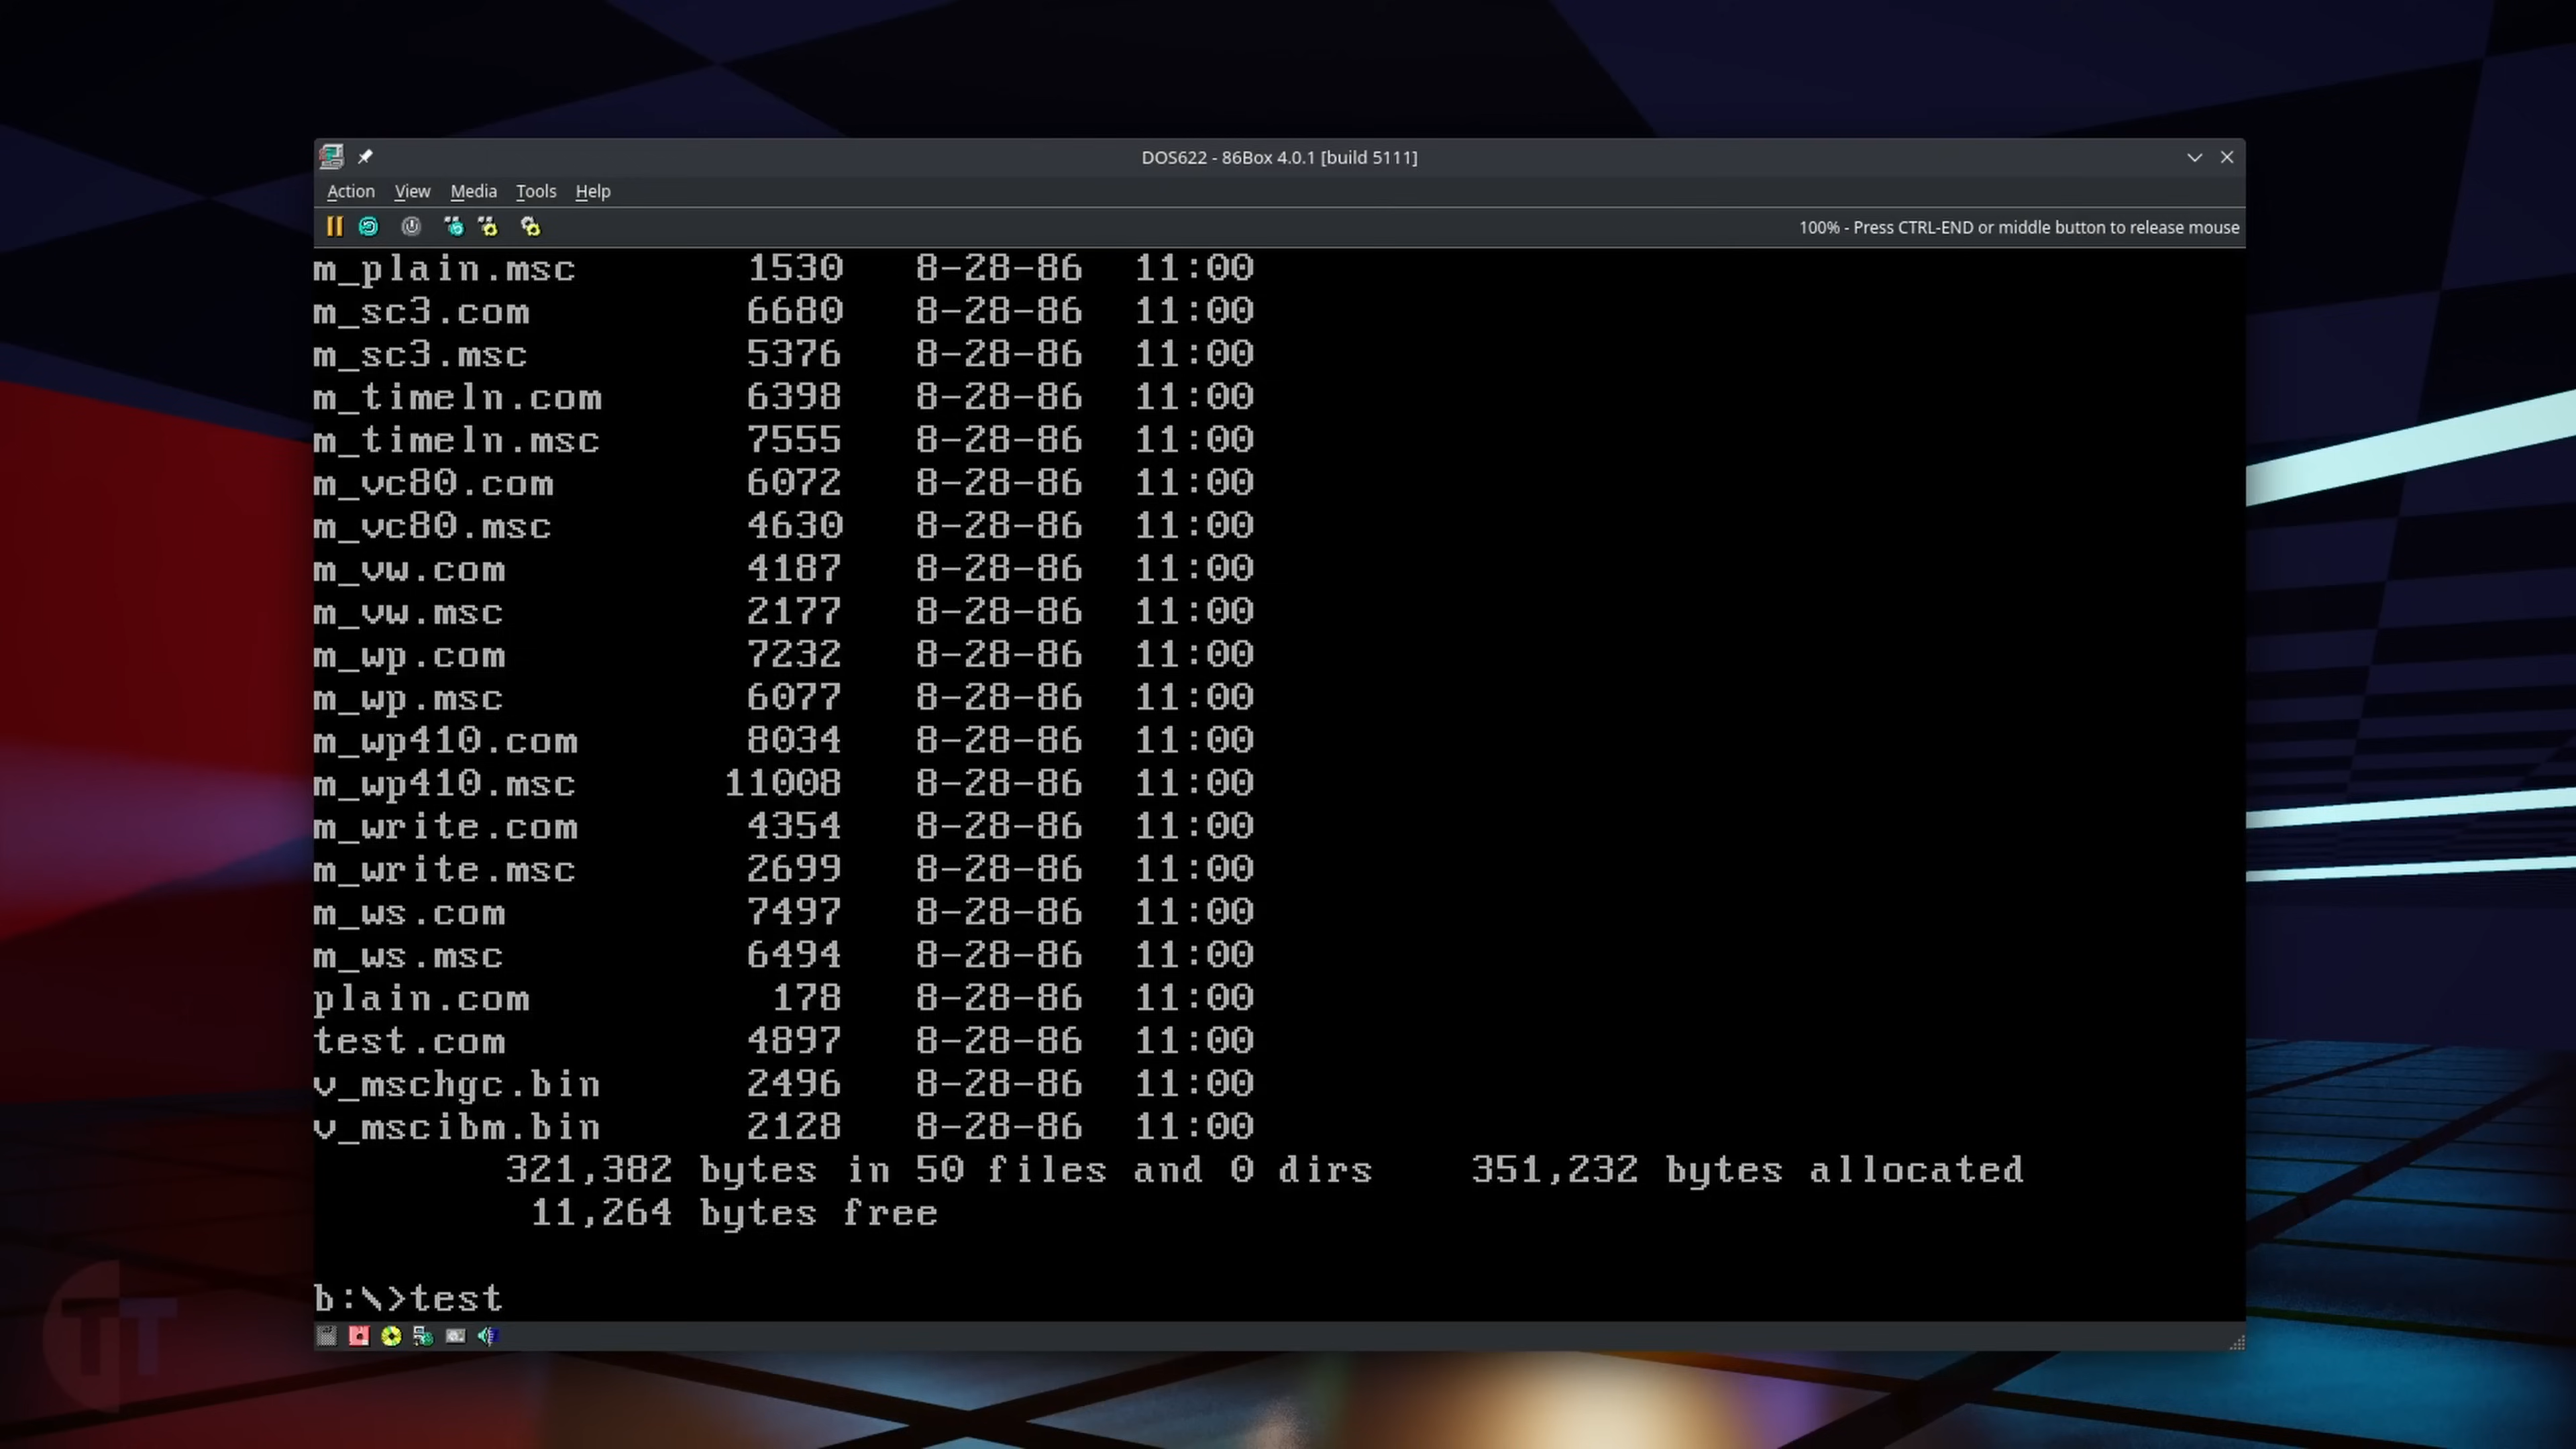 DOS622 - 86Box 4.0.1 [build 5111]
Action View Media Tools Help
100% - Press CTRL-END or middle button to release mouse
m_plain.msc 1530 8-28-86 11:00
m_sc3.com 6680 8-28-86 11:00
m_sc3.msc 5376 8-28-86 11:00
m_timeln.com 6398 8-28-86 11:00
m_timeln.msc 7555 8-28-86 11:00
m_vc80.com 6072 8-28-86 11:00
m_vc80.msc 4630 8-28-86 11:00
m_vw.com 4187 8-28-86 11:00
m_vw.msc 2177 8-28-86 11:00
m_wp.com 7232 8-28-86 11:00
m_wp.msc 6077 8-28-86 11:00
m_wp410.com 8034 8-28-86 11:00
m_wp410.msc 11008 8-28-86 11:00
m_write.com 4354 8-28-86 11:00
m_write.msc 2699 8-28-86 11:00
m_ws.com 7497 8-28-86 11:00
m_ws.msc 6494 8-28-86 11:00
plain.com 178 8-28-86 11:00
test.com 4897 8-28-86 11:00
v_mschgc.bin 2496 8-28-86 11:00
v_mscibm.bin 2128 8-28-86 11:00
321,382 bytes in 50 files and 0 dirs 351,232 bytes allocated
11,264 bytes free
b:\>test
TT